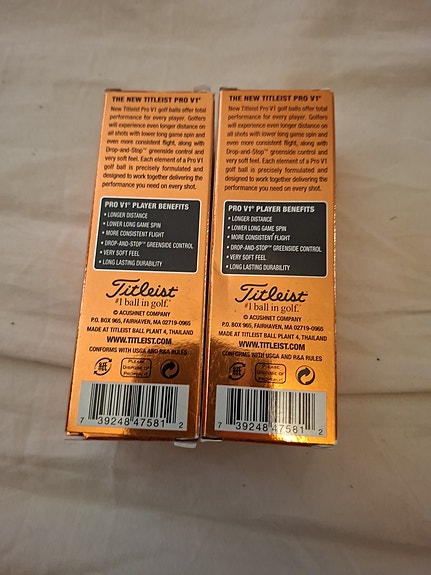 THE NEW TITLEIST PRO V1®
New Titleist Pro V1 golf balls offer total
performance for every player. Golfers
will experience even longer distance on
all shots with lower long game spin and
even more consistent flight, along with
Drop-and-Stop™ greenside control and
very soft feel. Each element of a Pro V1
golf ball is precisely formulated and
designed to work together delivering the
performance you need on every shot.
PRO V1® PLAYER BENEFITS
• LONGER DISTANCE
• LOWER LONG GAME SPIN
• MORE CONSISTENT FLIGHT
• DROP-AND-STOP™ GREENSIDE CONTROL
• VERY SOFT FEEL
• LONG LASTING DURABILITY
Titleist
#1 ball in golf.
® ACUSHNET COMPANY
P.O. BOX 965, FAIRHAVEN, MA 02719-0965
MADE AT TITLEIST BALL PLANT 4, THAILAND
WWW.TITLEIST.COM
CONFORMS WITH USGA AND R&A RULES
PLEASE
DISPOSE OF
PROPERLY
7 39248 47581 2
THE NEW TITLEIST PRO V1®
New Titleist Pro V1 golf balls offer total
performance for every player. Golfers
will experience even longer distance on
all shots with lower long game spin and
even more consistent flight, along with
Drop-and-Stop™ greenside control and
very soft feel. Each element of a Pro V1
golf ball is precisely formulated and
designed to work together delivering the
performance you need on every shot.
PRO V1® PLAYER BENEFITS
• LONGER DISTANCE
• LOWER LONG GAME SPIN
• MORE CONSISTENT FLIGHT
• DROP-AND-STOP™ GREENSIDE CONTROL
• VERY SOFT FEEL
• LONG LASTING DURABILITY
Titleist
#1 ball in golf.
® ACUSHNET COMPANY
P.O. BOX 965, FAIRHAVEN, MA 02719-0965
MADE AT TITLEIST BALL PLANT 4, THAILAND
WWW.TITLEIST.COM
CONFORMS WITH USGA AND R&A RULES
PLEASE
DISPOSE OF
PROPERLY
7 39248 47581 2